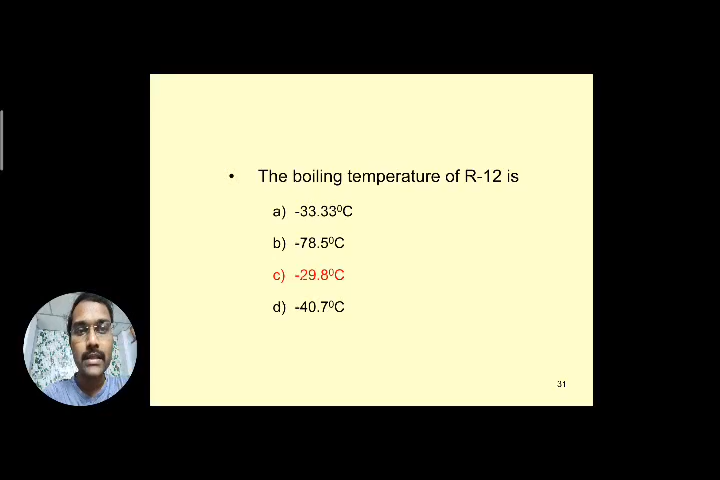 • The boiling temperature of R-12 is
a) -33.33⁰C
b) -78.5⁰C
c) -29.8⁰C
d) -40.7⁰C
31